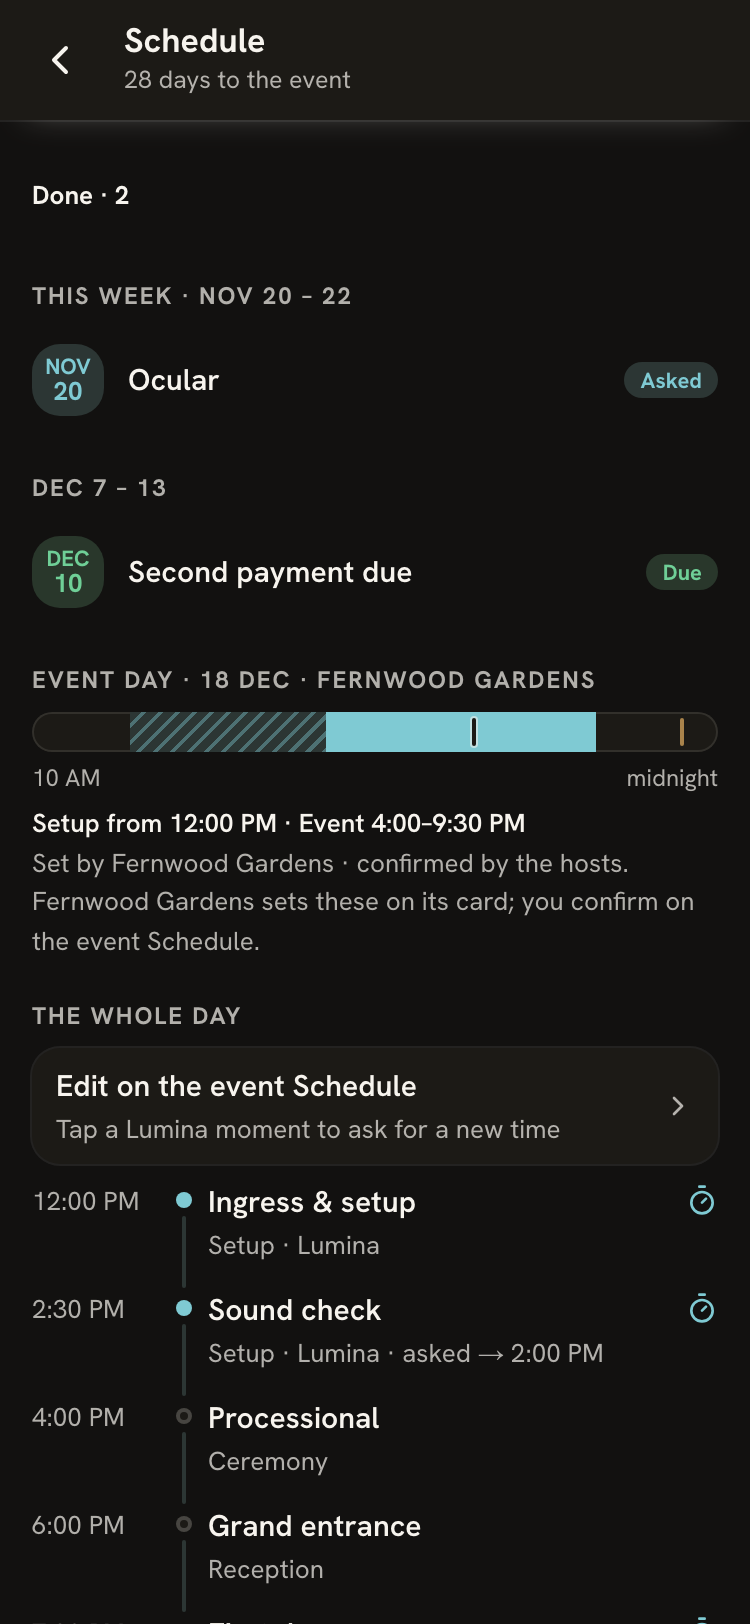 Schedule
28 days to the event
Done · 2
THIS WEEK · NOV 20 – 22
NOV
20
Ocular
Asked
DEC 7 – 13
DEC
10
Second payment due
Due
EVENT DAY · 18 DEC · FERNWOOD GARDENS
10 AM
midnight
Setup from 12:00 PM · Event 4:00–9:30 PM
Set by Fernwood Gardens · confirmed by the hosts.
Fernwood Gardens sets these on its card; you confirm on
the event Schedule.
THE WHOLE DAY
Edit on the event Schedule
Tap a Lumina moment to ask for a new time
12:00 PM
Ingress & setup
Setup · Lumina
2:30 PM
Sound check
Setup · Lumina · asked → 2:00 PM
4:00 PM
Processional
Ceremony
6:00 PM
Grand entrance
Reception